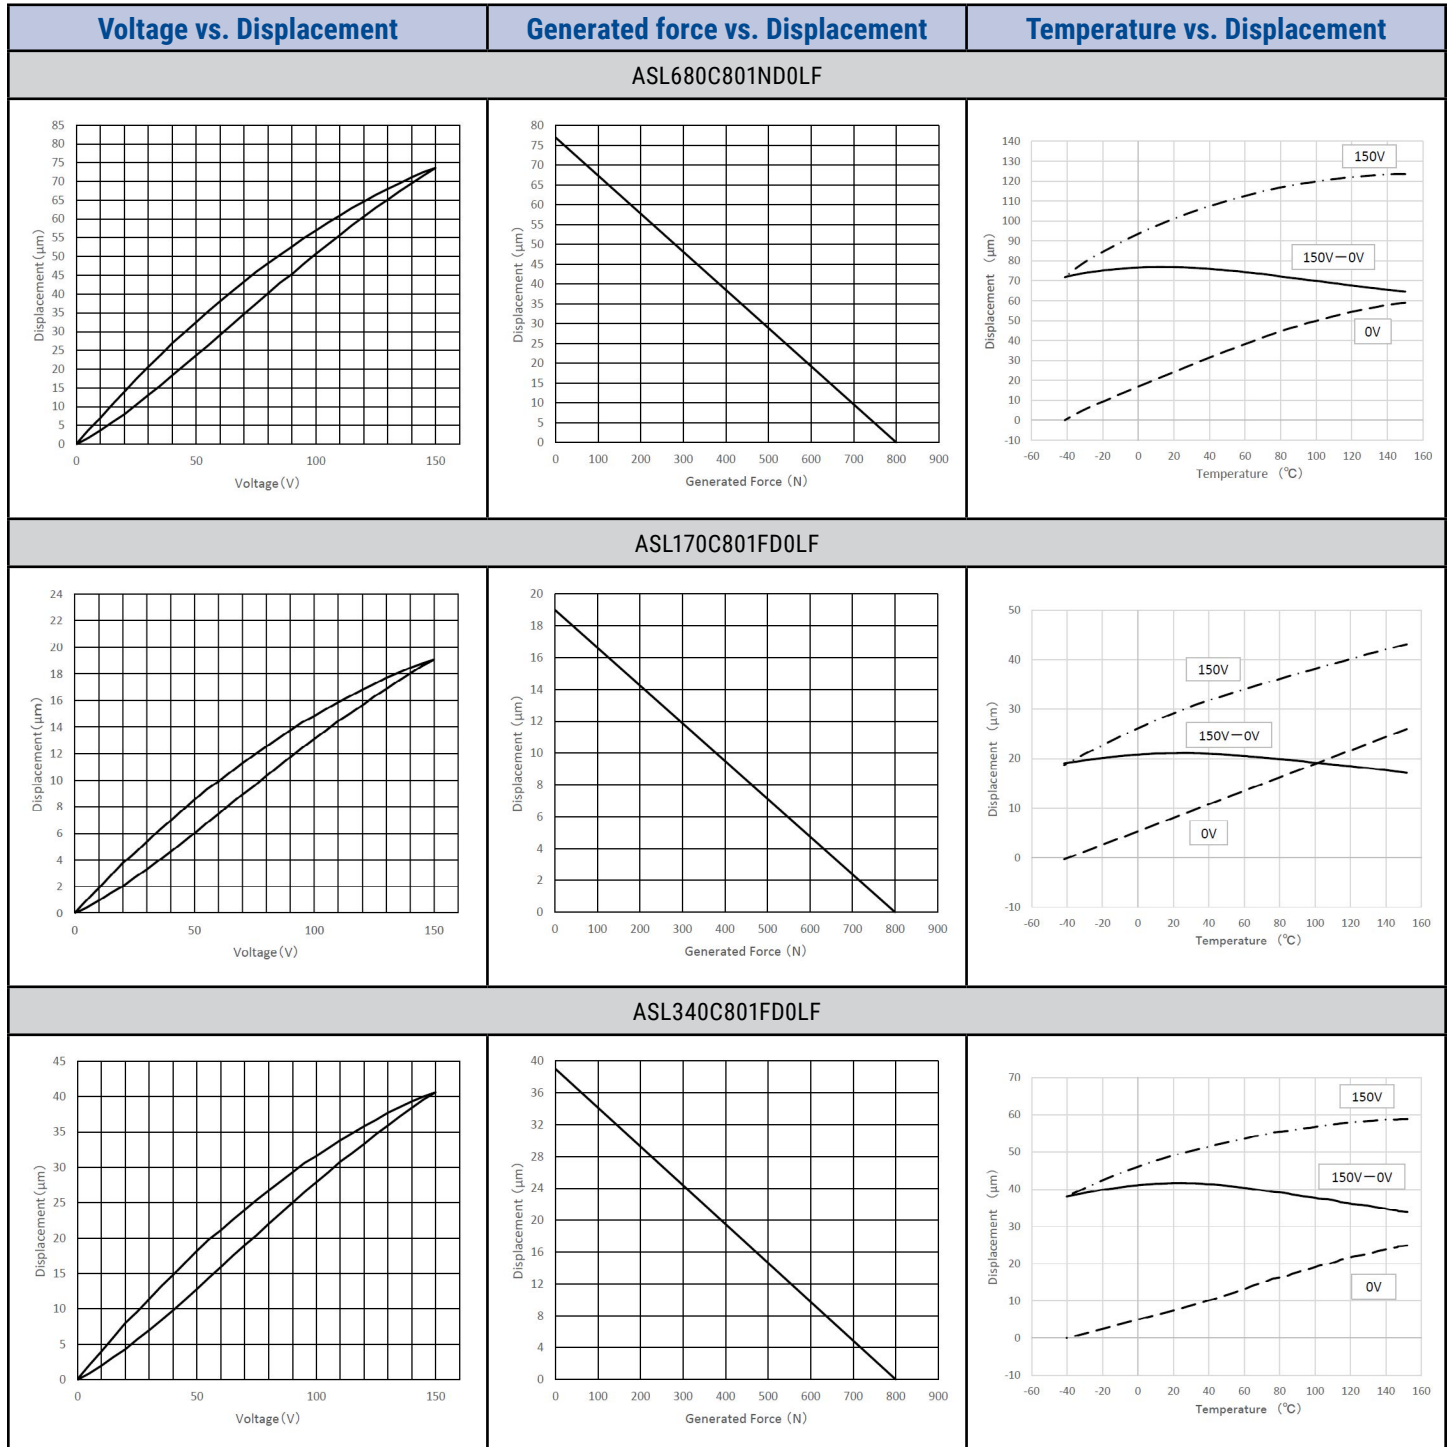 Voltage vs. Displacement
Generated force vs. Displacement
Temperature vs. Displacement
ASL680C801ND0LF
85
80
75
70
65
60
55
50
45
40
35
30
25
20
15
10
5
0
Displacement(μm)
0 50 100 150
Voltage(V)
80
75
70
65
60
55
50
45
40
35
30
25
20
15
10
5
0
Displacement (μm)
0 100 200 300 400 500 600 700 800 900
Generated Force (N)
140
130
120
110
100
90
80
70
60
50
40
30
20
10
0
-10
Displacement (μm)
150V
150V－0V
0V
-60 -40 -20 0 20 40 60 80 100 120 140 160
Temperature (℃)
ASL170C801FD0LF
24
22
20
18
16
14
12
10
8
6
4
2
0
Displacement(μm)
0 50 100 150
Voltage(V)
20
18
16
14
12
10
8
6
4
2
0
Displacement (μm)
0 100 200 300 400 500 600 700 800 900
Generated Force (N)
50
40
30
20
10
0
-10
Displacement (μm)
150V
150V－0V
0V
-60 -40 -20 0 20 40 60 80 100 120 140 160
Temperature (℃)
ASL340C801FD0LF
45
40
35
30
25
20
15
10
5
0
Displacement(μm)
0 50 100 150
Voltage(V)
40
36
32
28
24
20
16
12
8
4
0
Displacement (μm)
0 100 200 300 400 500 600 700 800 900
Generated Force (N)
70
60
50
40
30
20
10
0
-10
Displacement (μm)
150V
150V－0V
0V
-60 -40 -20 0 20 40 60 80 100 120 140 160
Temperature (℃)